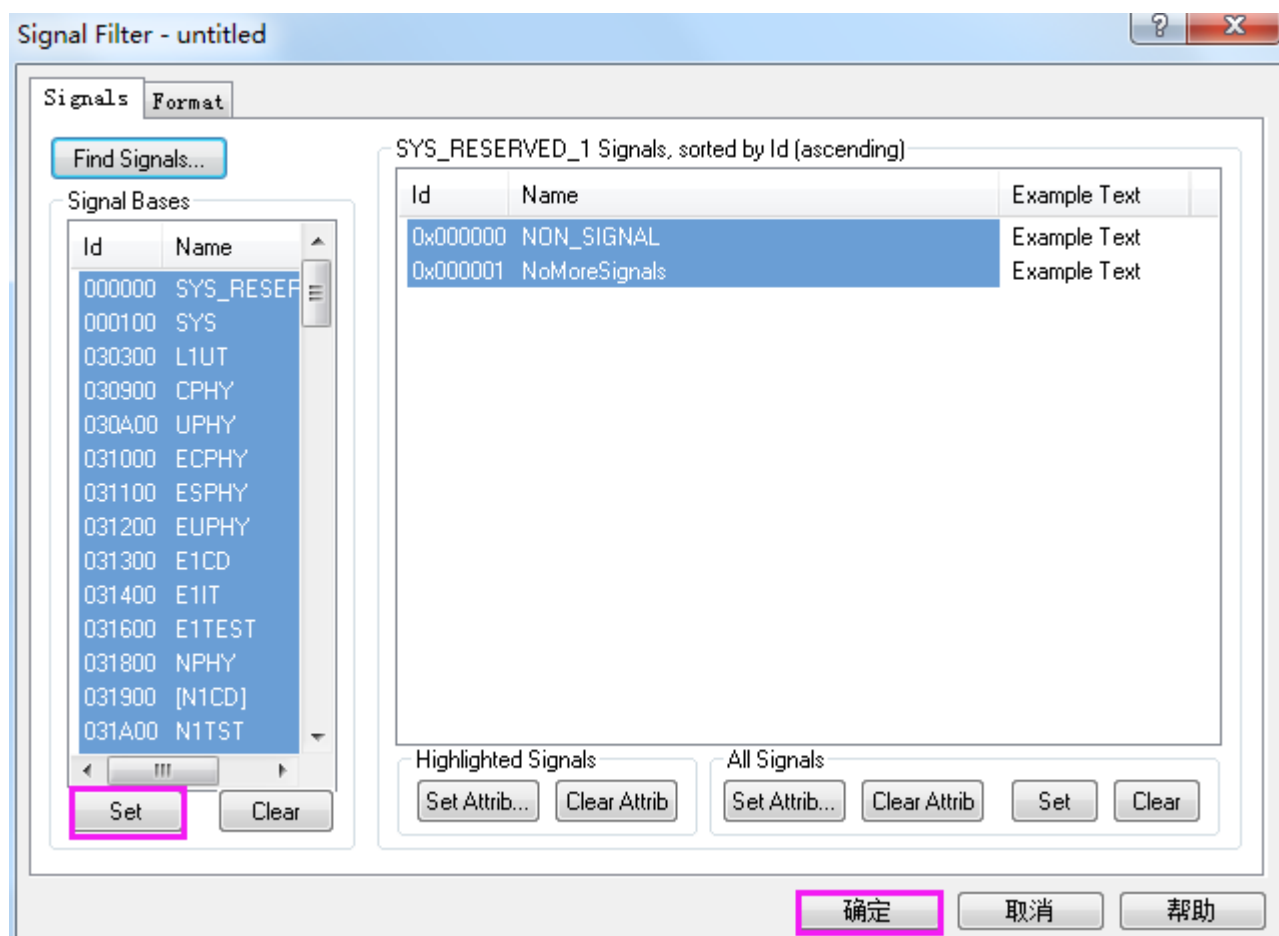 Signal Filter - untitled
Signals Format
Find Signals...
SYS_RESERVED_1 Signals, sorted by Id (ascending)
Signal Bases
Id Name
000000 SYS_RESER
000100 SYS
030300 L1UT
030900 CPHY
030A00 UPHY
031000 ECPHY
031100 ESPHY
031200 EUPHY
031300 E1CD
031400 E1IT
031600 E1TEST
031800 NPHY
031900 [N1CD]
031A00 N1TST
Set Clear
Id Name Example Text
0x000000 NON_SIGNAL Example Text
0x000001 NoMoreSignals Example Text
Highlighted Signals
Set Attrib... Clear Attrib
All Signals
Set Attrib... Clear Attrib Set Clear
确定 取消 帮助